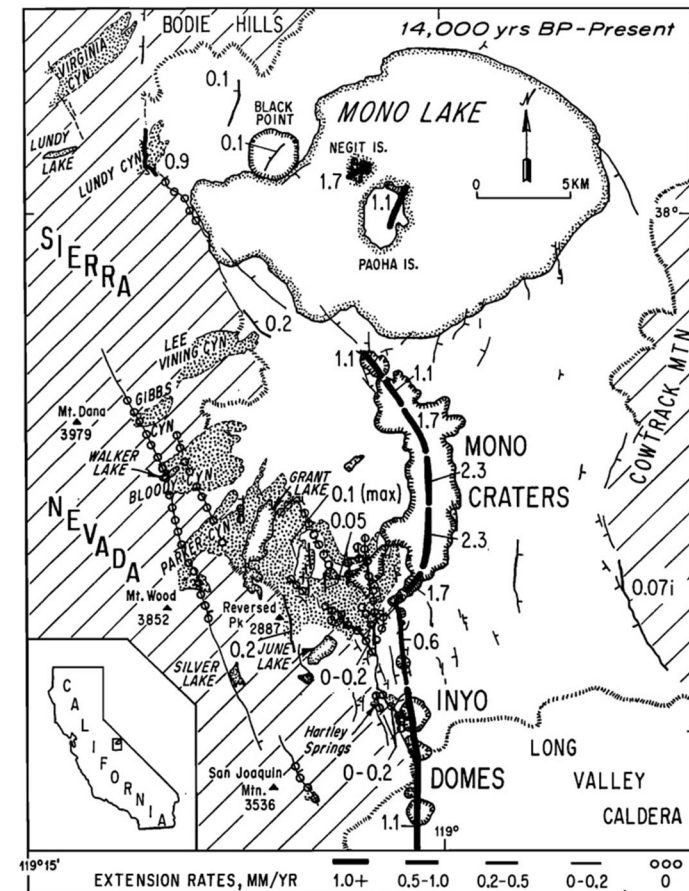 14,000 yrs BP-Present
BODIE HILLS
VIRGINIA
CYN.
0.1
BLACK
POINT
MONO LAKE
N
LUNDY
LAKE
LUNDY CYN
0.9
0.1
NEGIT IS.
1.7
0 5KM
1.1
38°
PAOHA IS.
SIERRA
0.2
LEE
VINING CYN
1.1
1.1
GIBBS
CYN
Mt. Dana
3979
1.7
MONO
COWTRACK MTN
WALKER
LAKE
BLOODY CYN
GRANT
LAKE
2.3
CRATERS
0.1 (max)
0.05
2.3
NEVADA
PARKER CYN
1.7
0.07i
Mt. Wood
3852
Reversed
Pk
2887
0.6
0.2
JUNE
LAKE
SILVER
LAKE
0-0.2
INYO
CALIFORNIA
Hartley
Springs
LONG
0-0.2
San Joaquin
Mtn.
3536
DOMES
VALLEY
CALDERA
1.1
119°
119°15'
EXTENSION RATES, MM/YR 1.0+ 0.5-1.0 0.2-0.5 0-0.2 0